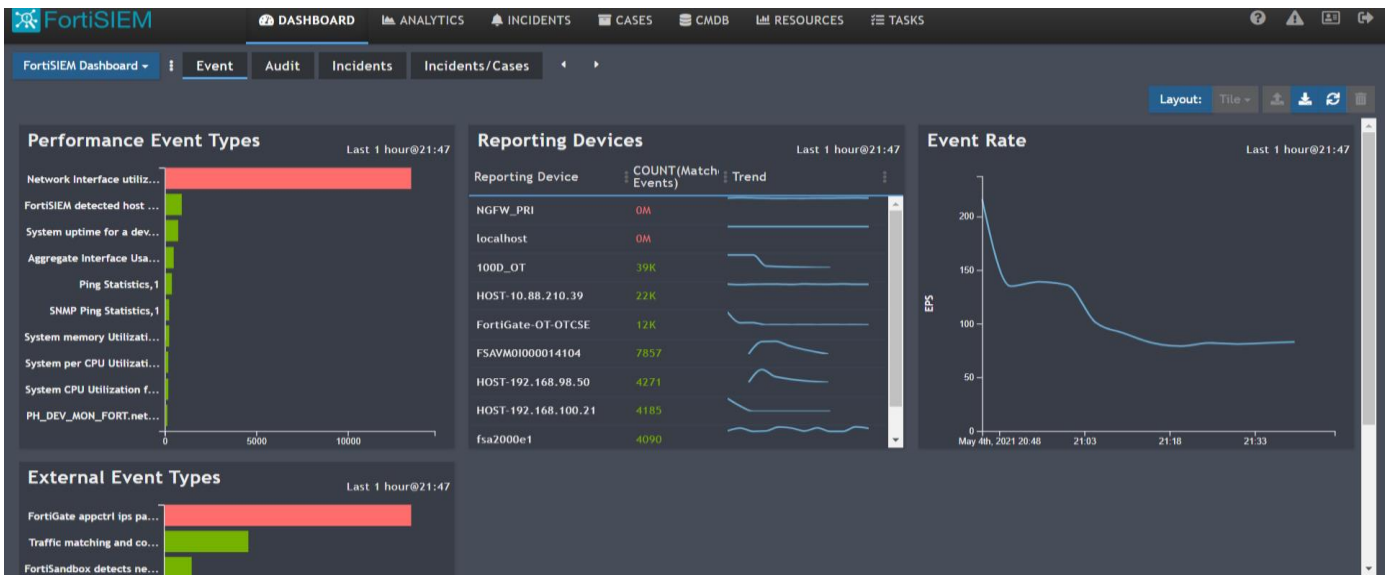 FortiSIEM
DASHBOARD ANALYTICS INCIDENTS CASES CMDB RESOURCES TASKS
FortiSIEM Dashboard Event Audit Incidents Incidents/Cases
Layout: Tile
Performance Event Types
Last 1 hour@21:47
Network Interface utiliz...
FortiSIEM detected host ...
System uptime for a dev...
Aggregate Interface Usa...
Ping Statistics,1
SNMP Ping Statistics,1
System memory Utilizati...
System per CPU Utilizati...
System CPU Utilization f...
PH_DEV_MON_FORT.net...
0 5000 10000
Reporting Devices
Last 1 hour@21:47
Reporting Device COUNT(Match Events) Trend
NGFW_PRI 0M
localhost 0M
100D_OT 39K
HOST-10.88.210.39 22K
FortiGate-OT-OTCSE 12K
FSAVM0I000014104 7857
HOST-192.168.98.50 4271
HOST-192.168.100.21 4185
fsa2000e1 4090
Event Rate
Last 1 hour@21:47
EPS
200
150
100
50
0
May 4th, 2021 20:48 21:03 21:18 21:33
External Event Types
Last 1 hour@21:47
FortiGate appctrl ips pa...
Traffic matching and co...
FortiSandbox detects ne...